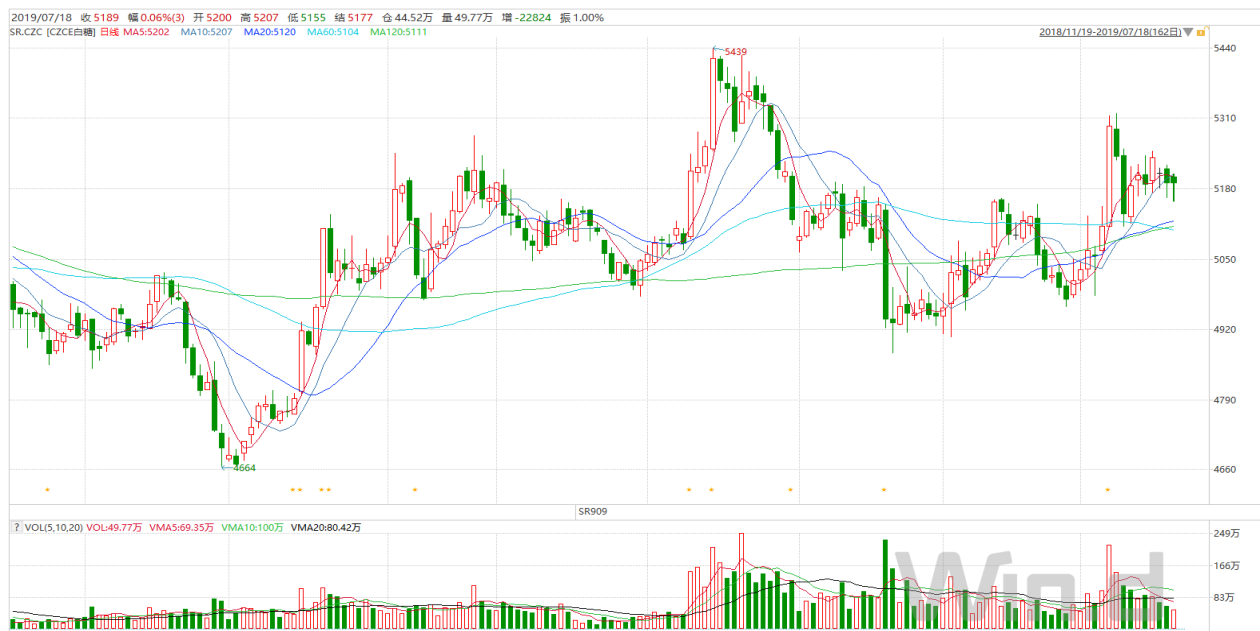 2019/07/18 收 5189 幅 0.06%(3) 开 5200 高 5207 低 5155 结 5177 仓 44.52万 量 49.77万 增 -22824 振 1.00%
SR.CZC [CZCE白糖] 日线 MA5:5202 MA10:5207 MA20:5120 MA60:5104 MA120:5111 2018/11/19-2019/07/18(162日)
5440
5439
5310
5180
5050
4920
4790
4664
4660
SR909
? VOL(5,10,20) VOL:49.77万 VMA5:69.35万 VMA10:100万 VMA20:80.42万
249万
166万
83万
Wind